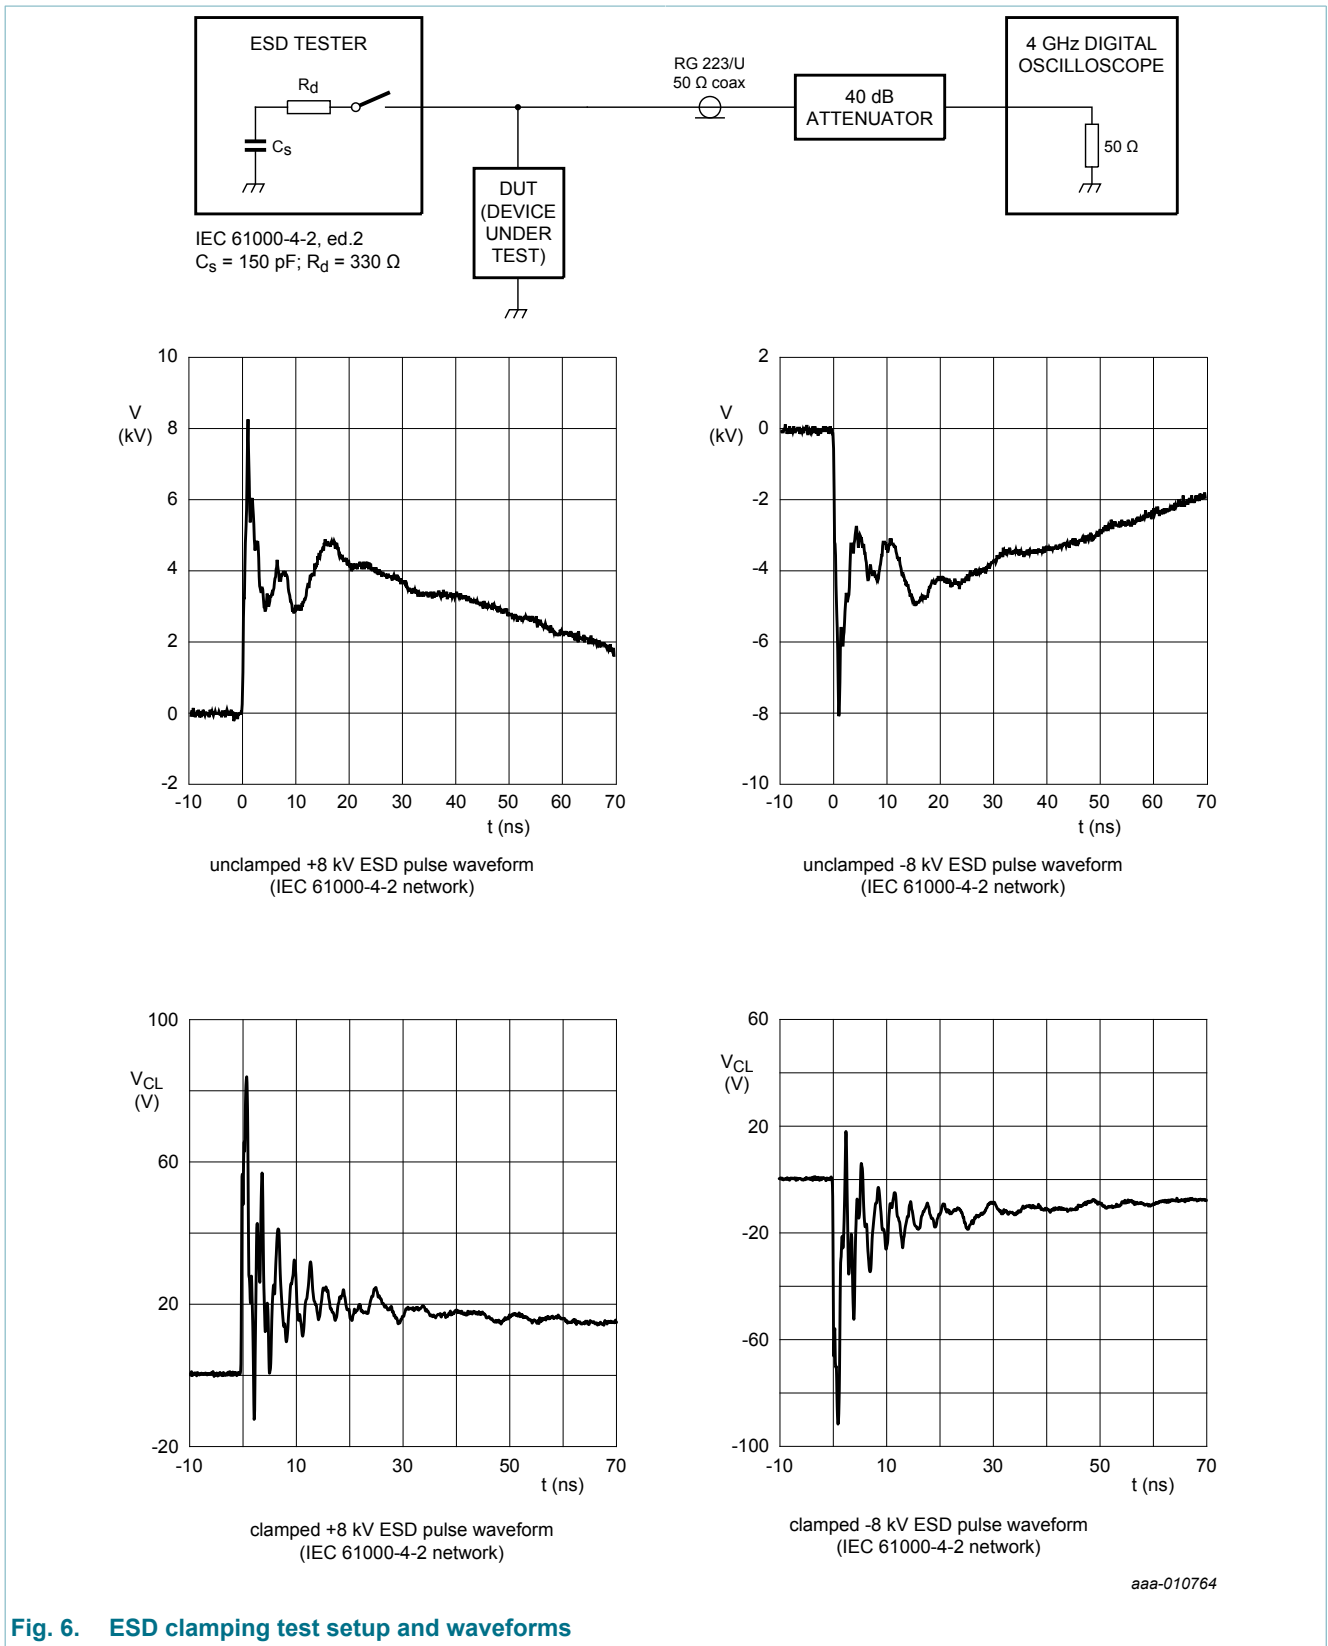 ESD TESTER
Rd
Cs
IEC 61000-4-2, ed.2
Cs = 150 pF; Rd = 330 Ω
DUT
(DEVICE
UNDER
TEST)
RG 223/U
50 Ω coax
40 dB
ATTENUATOR
4 GHz DIGITAL
OSCILLOSCOPE
50 Ω
10
8
6
4
2
0
-2
V
(kV)
-10 0 10 20 30 40 50 60 70
t (ns)
unclamped +8 kV ESD pulse waveform
(IEC 61000-4-2 network)
2
0
-2
-4
-6
-8
-10
V
(kV)
-10 0 10 20 30 40 50 60 70
t (ns)
unclamped -8 kV ESD pulse waveform
(IEC 61000-4-2 network)
100
60
20
-20
VCL
(V)
-10 10 30 50 70
t (ns)
clamped +8 kV ESD pulse waveform
(IEC 61000-4-2 network)
60
20
-20
-60
-100
VCL
(V)
-10 10 30 50 70
t (ns)
clamped -8 kV ESD pulse waveform
(IEC 61000-4-2 network)
aaa-010764
Fig. 6. ESD clamping test setup and waveforms